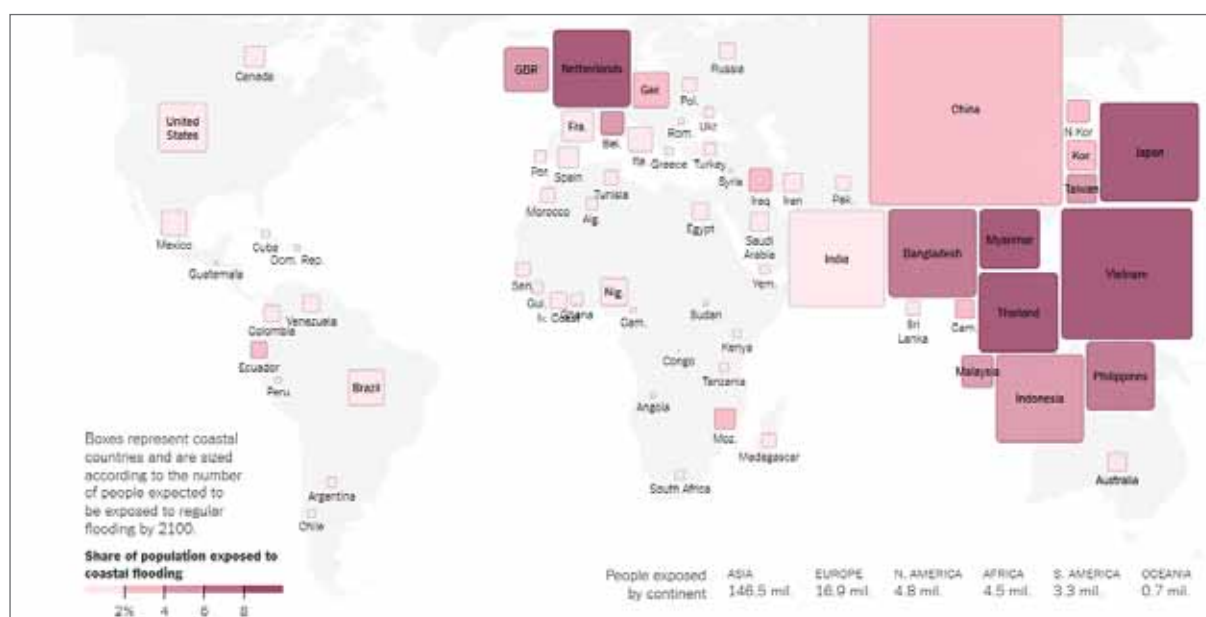 Canada
United
States
Mexico
Cuba
Dom. Rep.
Guatemala
Venezuela
Colombia
Ecuador
Peru
Brazil
Argentina
Chile
GBR
Netherlands
Ger.
Russia
Pol.
Fra.
Bel.
Ita.
Rom.
Ukr.
Por.
Spain
Greece
Turkey
Tunisia
Syria
Morocco
Alg.
Egypt
Iraq
Iran
Pak.
Saudi
Arabia
Yem.
Sen.
Gui.
Iv. Coast
Ghana
Nig.
Cam.
Sudan
Kenya
Congo
Tanzania
Angola
Moz.
Madagascar
South Africa
China
N.Kor
Kor
Taiwan
Japan
India
Bangladesh
Myanmar
Vietnam
Sri
Lanka
Cam.
Thailand
Malaysia
Indonesia
Philippines
Australia
Boxes represent coastal
countries and are sized
according to the number
of people expected to
be exposed to regular
flooding by 2100.
Share of population exposed to
coastal flooding
2% 4 6 8
People exposed
by continent
ASIA
146.5 mil.
EUROPE
16.9 mil.
N. AMERICA
4.8 mil.
AFRICA
4.5 mil.
S. AMERICA
3.3 mil.
OCEANIA
0.7 mil.